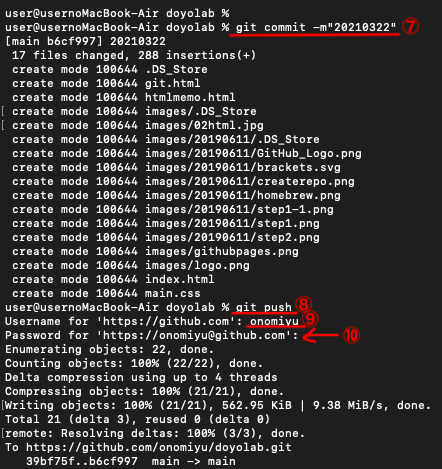 user@usernoMacBook-Air doyolab %
user@usernoMacBook-Air doyolab % git commit -m"20210322" ⑦
[main b6cf997] 20210322
17 files changed, 288 insertions(+)
create mode 100644 .DS_Store
create mode 100644 git.html
create mode 100644 htmlmemo.html
[ create mode 100644 images/.DS_Store
[ create mode 100644 images/02html.jpg
create mode 100644 images/20190611/.DS_Store
create mode 100644 images/20190611/GitHub_Logo.png
create mode 100644 images/20190611/brackets.svg
create mode 100644 images/20190611/createrepo.png
create mode 100644 images/20190611/homebrew.png
create mode 100644 images/20190611/step1-1.png
create mode 100644 images/20190611/step1.png
create mode 100644 images/20190611/step2.png
create mode 100644 images/githubpages.png
create mode 100644 images/logo.png
create mode 100644 index.html
create mode 100644 main.css
user@usernoMacBook-Air doyolab % git push ⑧
Username for 'https://github.com': onomiyu ⑨
Password for 'https://onomiyu@github.com': ← ⑩
Enumerating objects: 22, done.
Counting objects: 100% (22/22), done.
Delta compression using up to 4 threads
Compressing objects: 100% (21/21), done.
[Writing objects: 100% (21/21), 562.95 KiB | 9.38 MiB/s, done.
Total 21 (delta 3), reused 0 (delta 0)
[remote: Resolving deltas: 100% (3/3), done.
To https://github.com/onomiyu/doyolab.git
39bf75f..b6cf997 main -> main